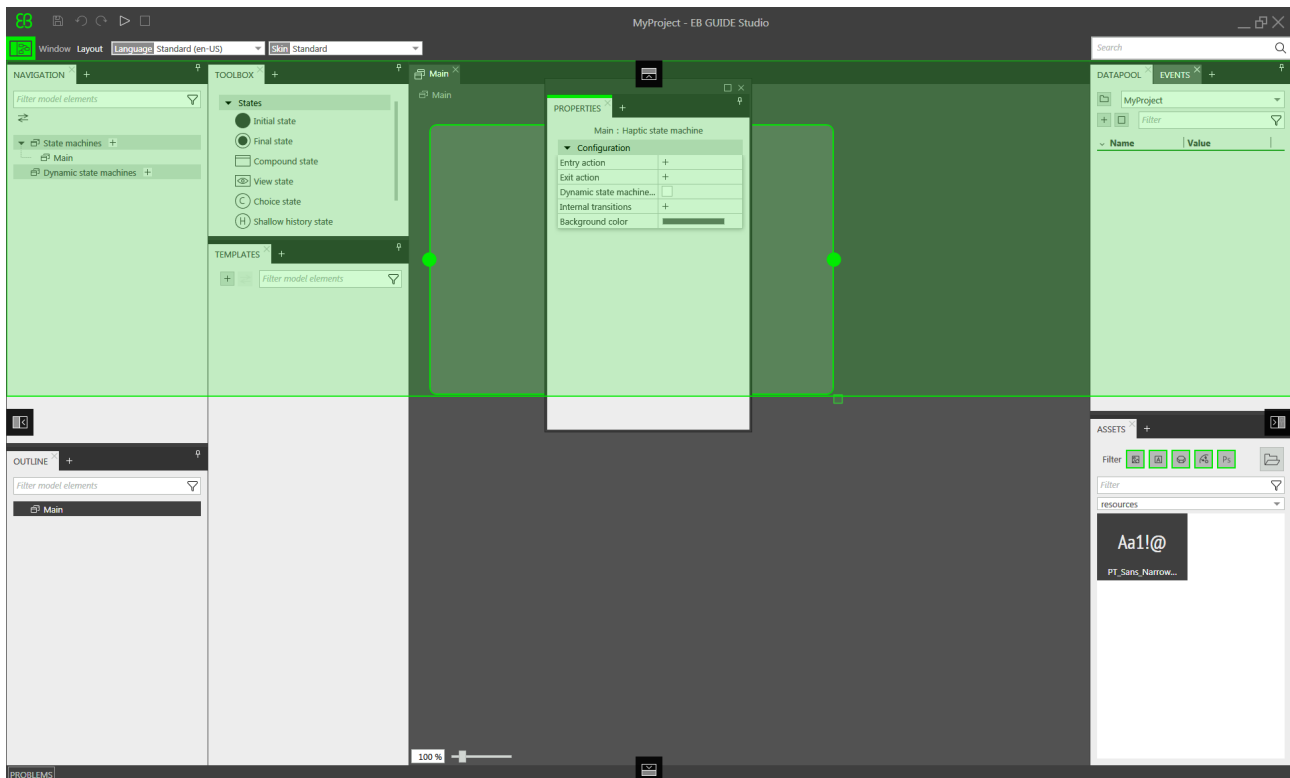 EB
MyProject - EB GUIDE Studio
Window Layout Language Standard (en-US) Skin Standard
Search
NAVIGATION +
Filter model elements
State machines +
Main
Dynamic state machines +
OUTLINE +
Filter model elements
Main
TOOLBOX +
States
Initial state
Final state
Compound state
View state
C Choice state
H Shallow history state
TEMPLATES +
+ Filter model elements
Main
Main
PROPERTIES +
Main : Haptic state machine
Configuration
Entry action +
Exit action +
Dynamic state machine...
Internal transitions +
Background color
100 %
DATAPOOL EVENTS +
MyProject
+ Filter
Name Value
ASSETS +
Filter A Ps
Filter
resources
Aa1!@
PT_Sans_Narrow...
PROBLEMS